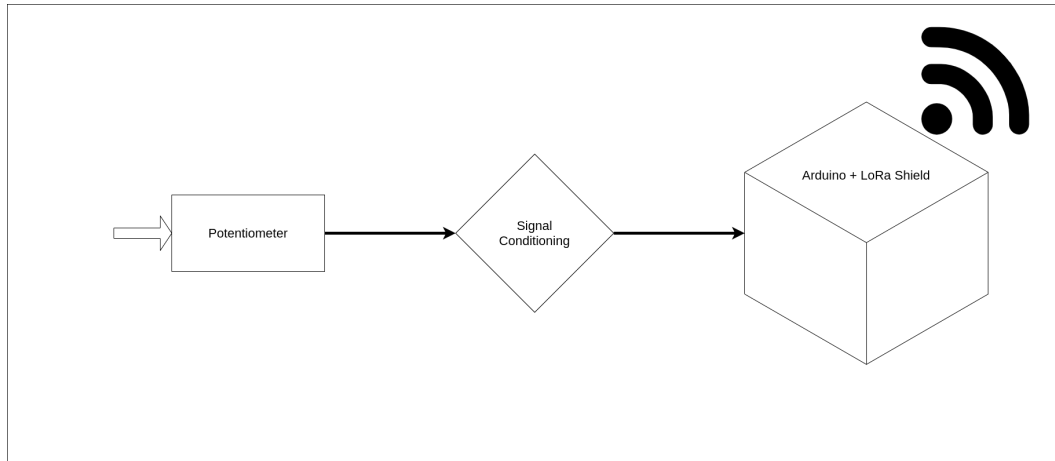 Potentiometer
Signal
Conditioning
Arduino + LoRa Shield